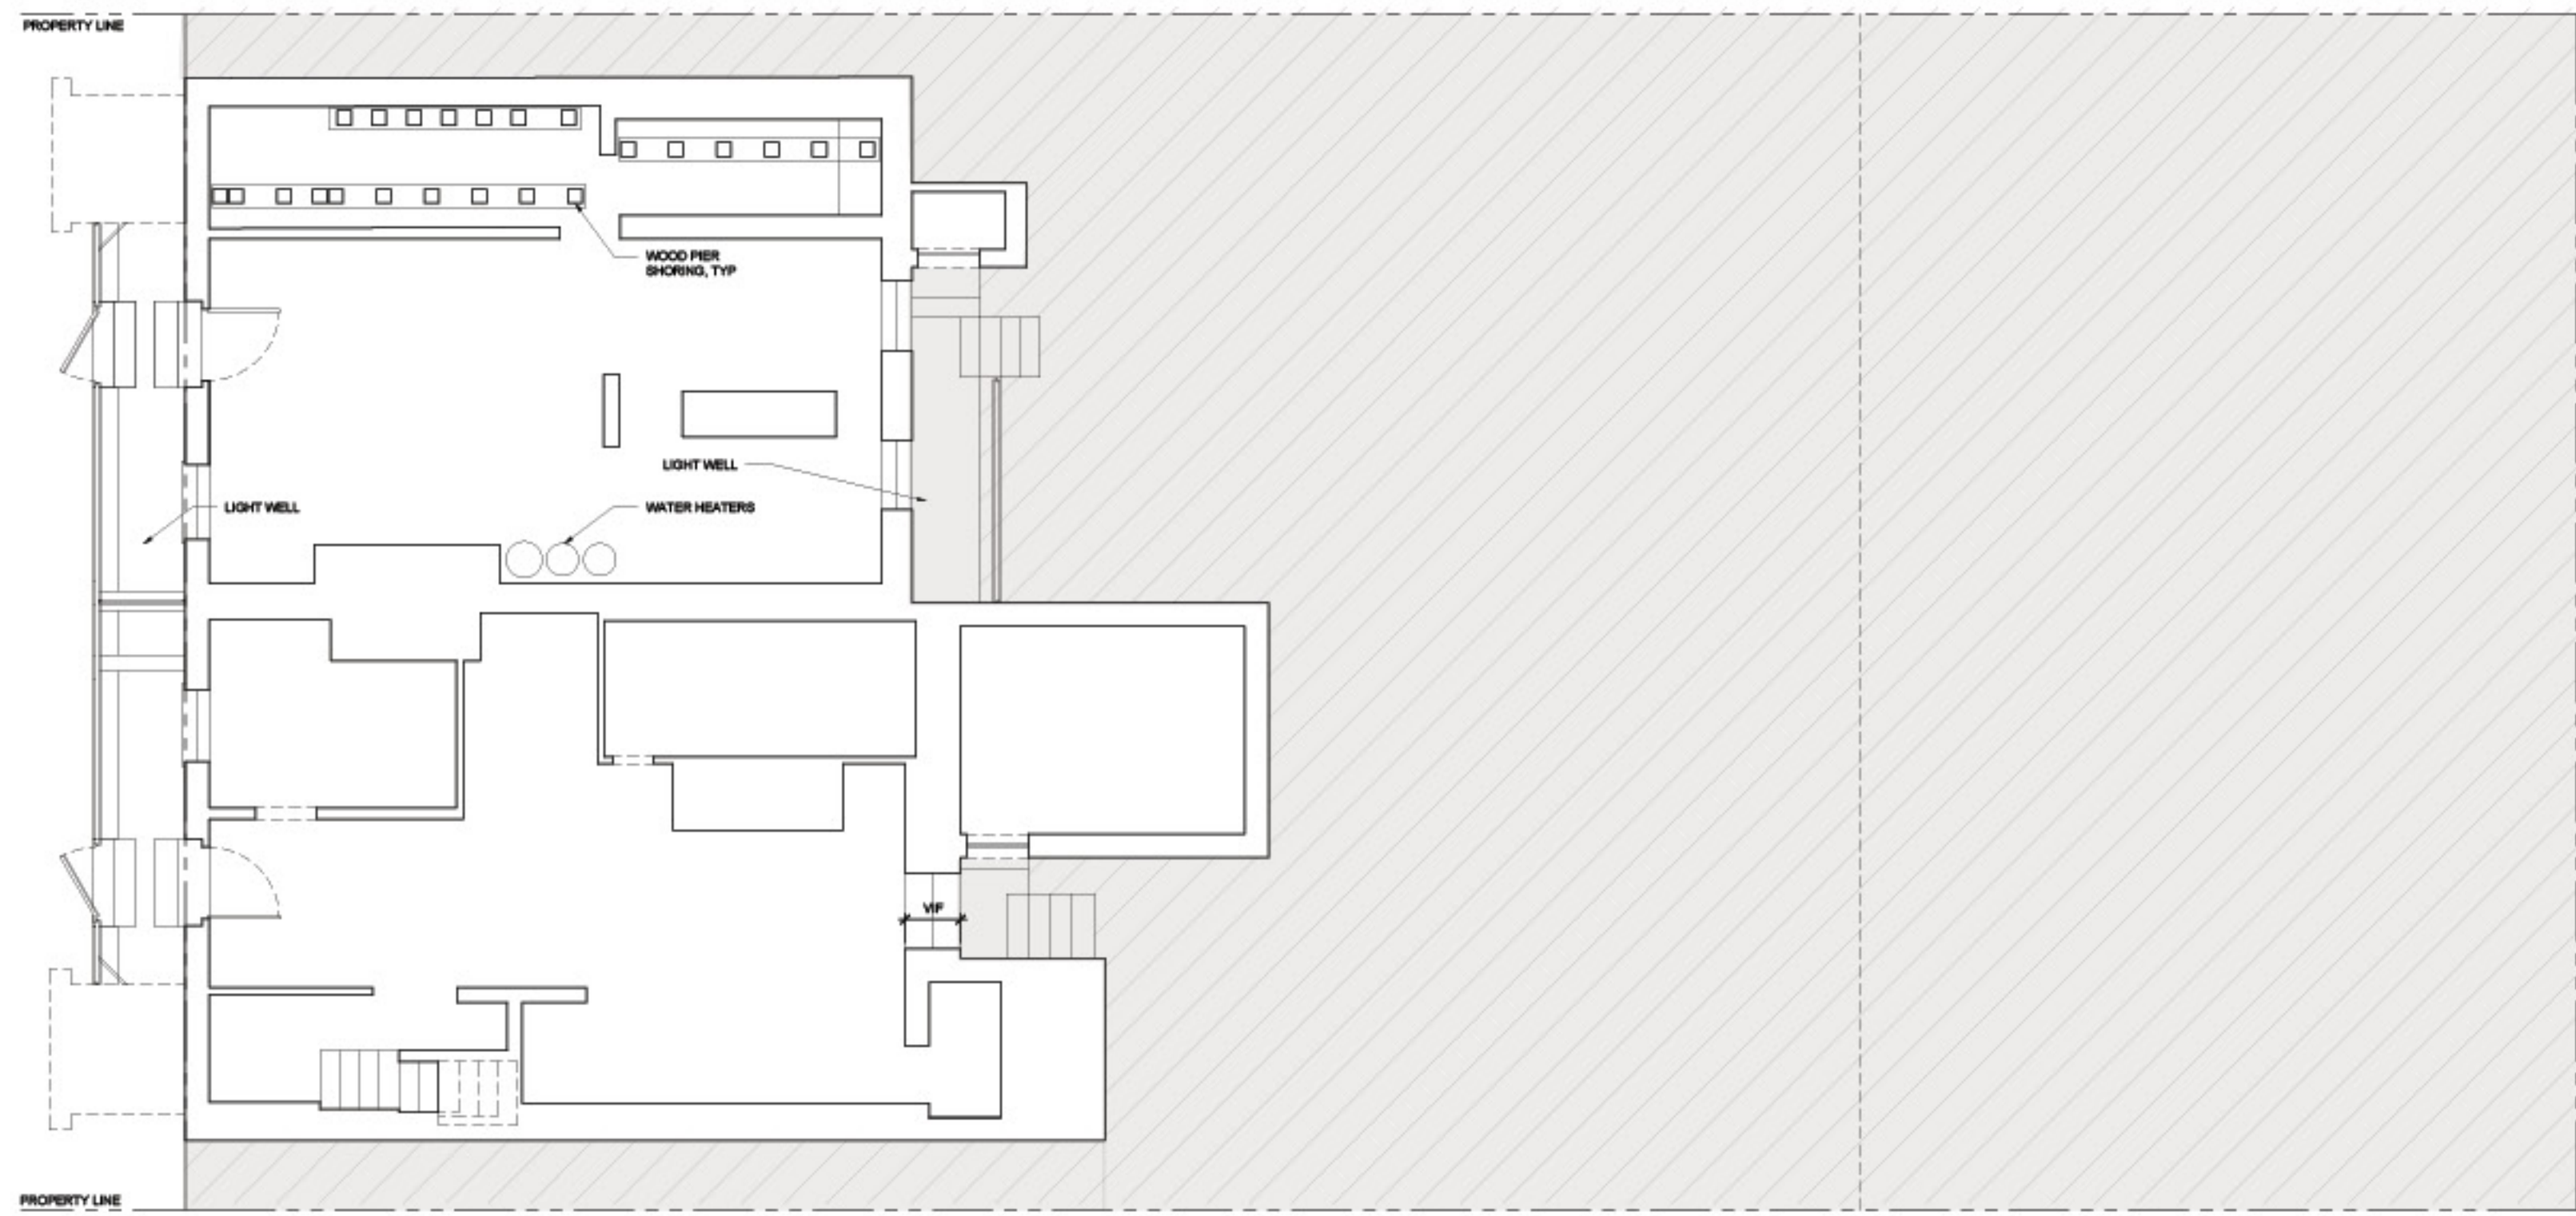 PROPERTY LINE
WOOD PIER
SHORING, TYP
LIGHT WELL
LIGHT WELL
WATER HEATERS
VIF
PROPERTY LINE